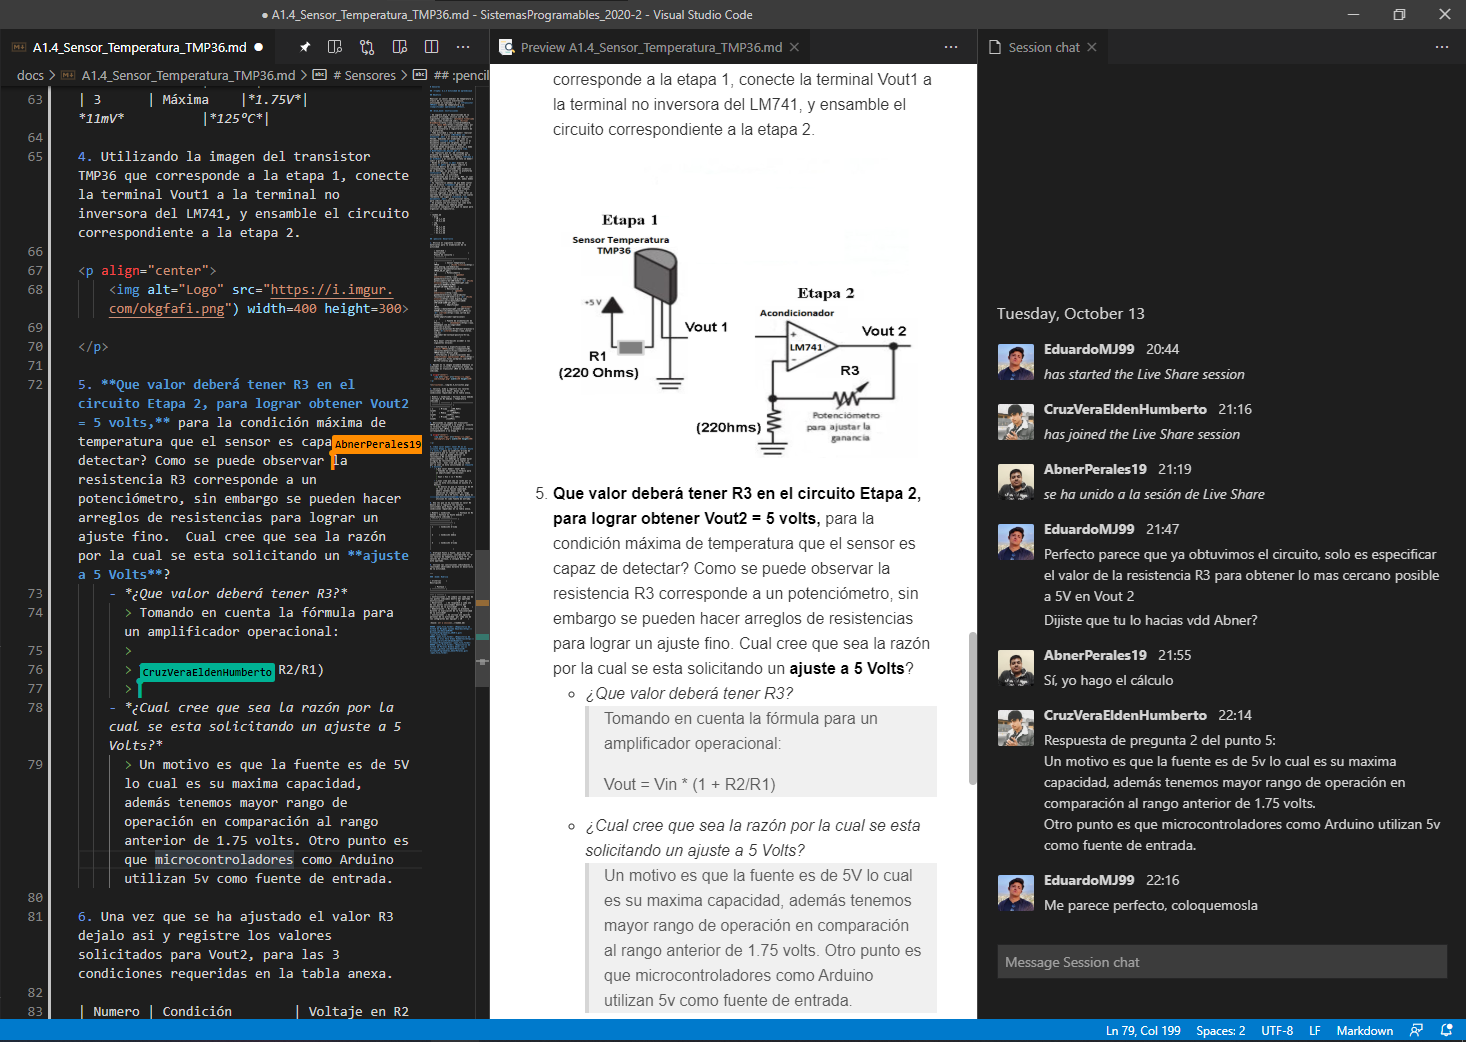 ● A1.4_Sensor_Temperatura_TMP36.md - SistemasProgramables_2020-2 - Visual Studio Code
A1.4_Sensor_Temperatura_TMP36.md ●
docs > A1.4_Sensor_Temperatura_TMP36.md > # Sensores > ## :pencil
63 | 3 | Máxima |*1.75V*|
*11mV* |*125ºC*|
64
65 4. Utilizando la imagen del transistor
TMP36 que corresponde a la etapa 1, conecte
la terminal Vout1 a la terminal no
inversora del LM741, y ensamble el circuito
correspondiente a la etapa 2.
66
67 <p align="center">
68 <img alt="Logo" src="https://i.imgur.
com/okgfafi.png") width=400 height=300>
69
70 </p>
71
72 5. **Que valor deberá tener R3 en el
circuito Etapa 2, para lograr obtener Vout2
= 5 volts,** para la condición máxima de
temperatura que el sensor es capa
AbnerPerales19
detectar? Como se puede observar la
resistencia R3 corresponde a un
potenciómetro, sin embargo se pueden hacer
arreglos de resistencias para lograr un
ajuste fino.  Cual cree que sea la razón
por la cual se esta solicitando un **ajuste
a 5 Volts**?
73 - *¿Que valor deberá tener R3?*
74 > Tomando en cuenta la fórmula para
un amplificador operacional:
75 >
76 > CruzVeraEldenHumberto R2/R1)
77 >
78 - *¿Cual cree que sea la razón por la
cual se esta solicitando un ajuste a 5
Volts?*
79 > Un motivo es que la fuente es de 5V
lo cual es su maxima capacidad,
además tenemos mayor rango de
operación en comparación al rango
anterior de 1.75 volts. Otro punto es
que microcontroladores como Arduino
utilizan 5v como fuente de entrada.
80
81 6. Una vez que se ha ajustado el valor R3
dejalo asi y registre los valores
solicitados para Vout2, para las 3
condiciones requeridas en la tabla anexa.
82
83 | Numero | Condición | Voltaje en R2
Preview A1.4_Sensor_Temperatura_TMP36.md
corresponde a la etapa 1, conecte la terminal Vout1 a
la terminal no inversora del LM741, y ensamble el
circuito correspondiente a la etapa 2.
Etapa 1
Sensor Temperatura
TMP36
+5 V
Vout 1
R1
(220 Ohms)
Etapa 2
Acondicionador
Vout 2
+
LM741
-
R3
Potenciómetro
para ajustar la
ganancia
(220hms)
5. Que valor deberá tener R3 en el circuito Etapa 2,
para lograr obtener Vout2 = 5 volts, para la
condición máxima de temperatura que el sensor es
capaz de detectar? Como se puede observar la
resistencia R3 corresponde a un potenciómetro, sin
embargo se pueden hacer arreglos de resistencias
para lograr un ajuste fino. Cual cree que sea la razón
por la cual se esta solicitando un ajuste a 5 Volts?
¿Que valor deberá tener R3?
Tomando en cuenta la fórmula para un
amplificador operacional:
Vout = Vin * (1 + R2/R1)
¿Cual cree que sea la razón por la cual se esta
solicitando un ajuste a 5 Volts?
Un motivo es que la fuente es de 5V lo cual
es su maxima capacidad, además tenemos
mayor rango de operación en comparación
al rango anterior de 1.75 volts. Otro punto es
que microcontroladores como Arduino
utilizan 5v como fuente de entrada.
Session chat
Tuesday, October 13
EduardoMJ99 20:44
has started the Live Share session
CruzVeraEldenHumberto 21:16
has joined the Live Share session
AbnerPerales19 21:19
se ha unido a la sesión de Live Share
EduardoMJ99 21:47
Perfecto parece que ya obtuvimos el circuito, solo es especificar
el valor de la resistencia R3 para obtener lo mas cercano posible
a 5V en Vout 2
Dijiste que tu lo hacias vdd Abner?
AbnerPerales19 21:55
Sí, yo hago el cálculo
CruzVeraEldenHumberto 22:14
Respuesta de pregunta 2 del punto 5:
Un motivo es que la fuente es de 5v lo cual es su maxima
capacidad, además tenemos mayor rango de operación en
comparación al rango anterior de 1.75 volts.
Otro punto es que microcontroladores como Arduino utilizan 5v
como fuente de entrada.
EduardoMJ99 22:16
Me parece perfecto, coloquemosla
Message Session chat
Ln 79, Col 199 Spaces: 2 UTF-8 LF Markdown